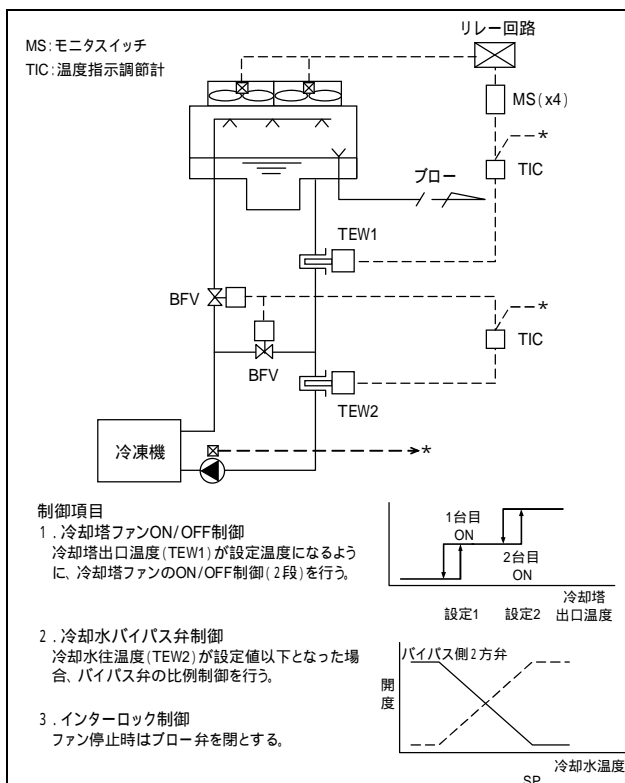 MS:モニタスイッチ
TIC:温度指示調節計
リレー回路
MS(x4)
*
TIC
ブロー
TEW1
BFV
*
TIC
BFV
TEW2
冷凍機
*
制御項目
1.冷却塔ファンON/OFF制御
冷却塔出口温度(TEW1)が設定温度になるよう
に、冷却塔ファンのON/OFF制御(2段)を行う。
1台目
ON
2台目
ON
設定1
設定2
冷却塔
出口温度
2.冷却水バイパス弁制御
冷却水往温度(TEW2)が設定値以下となった場
合、バイパス弁の比例制御を行う。
3.インターロック制御
ファン停止時はブロー弁を閉とする。
バイパス側2方弁
開度
冷却水温度
SP